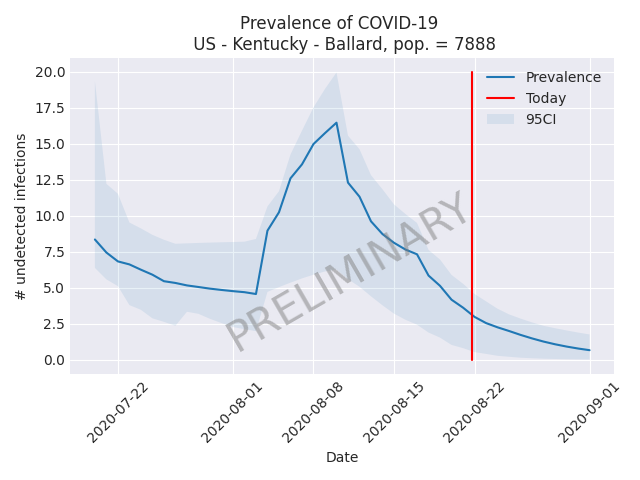 Prevalence of COVID-19
US - Kentucky - Ballard, pop. = 7888
# undetected infections
20.0
17.5
15.0
12.5
10.0
7.5
5.0
2.5
0.0
Prevalence
Today
95CI
PRELIMINARY
2020-07-22
2020-08-01
2020-08-08
2020-08-15
2020-08-22
2020-09-01
Date